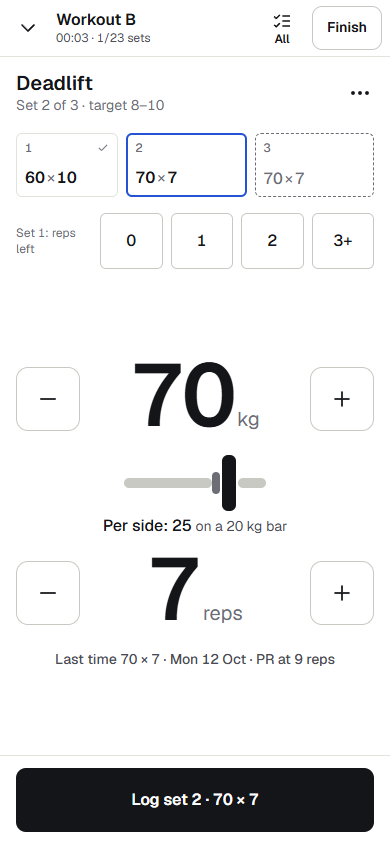 Workout B
00:03 · 1/23 sets
All
Finish
Deadlift
Set 2 of 3 · target 8–10
1
60×10
2
70×7
3
70×7
Set 1: reps
left
0
1
2
3+
70 kg
Per side: 25 on a 20 kg bar
7 reps
Last time 70 × 7 · Mon 12 Oct · PR at 9 reps
Log set 2 · 70 × 7